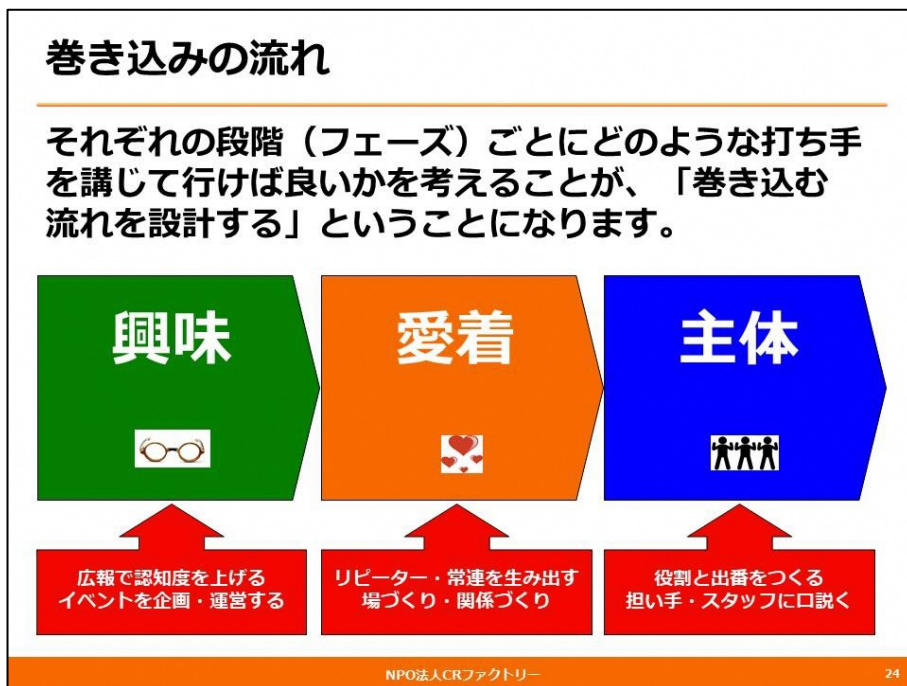 巻き込みの流れ
それぞれの段階（フェーズ）ごとにどのような打ち手
を講じて行けば良いかを考えることが、「巻き込む
流れを設計する」ということになります。
興味
愛着
主体
広報で認知度を上げる
イベントを企画・運営する
リピーター・常連を生み出す
場づくり・関係づくり
役割と出番をつくる
担い手・スタッフに口説く
NPO法人CRファクトリー
24